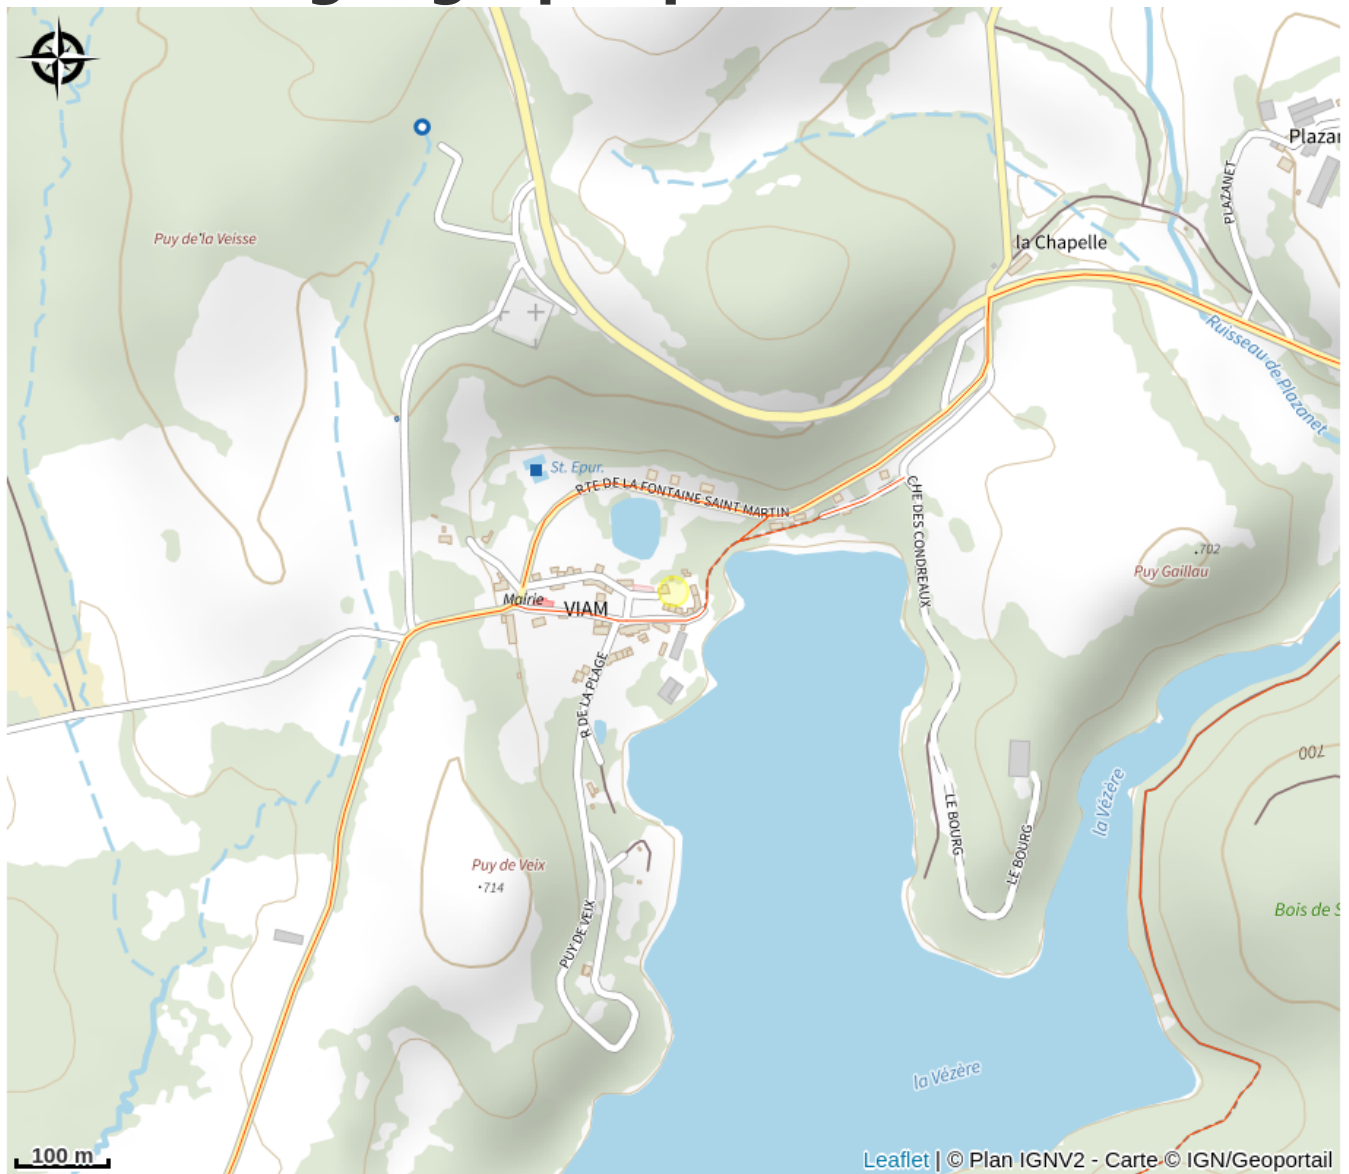 Plazar
PLAZANET
Puy de la Veisse
la Chapelle
Ruisseau de Plazanet
St. Epur.
RTE DE LA FONTAINE SAINT MARTIN
CHE DES CONDREAUX
702
Puy Gaillau
Mairie
VIAM
R DE LA PLAGE
700
la Vézère
LE BOURG
LE BOURG
Puy de Veix
714
PUY DE VEIX
Bois de S
la Vézère
100 m
Leaflet | © Plan IGNV2 - Carte © IGN/Geoportail